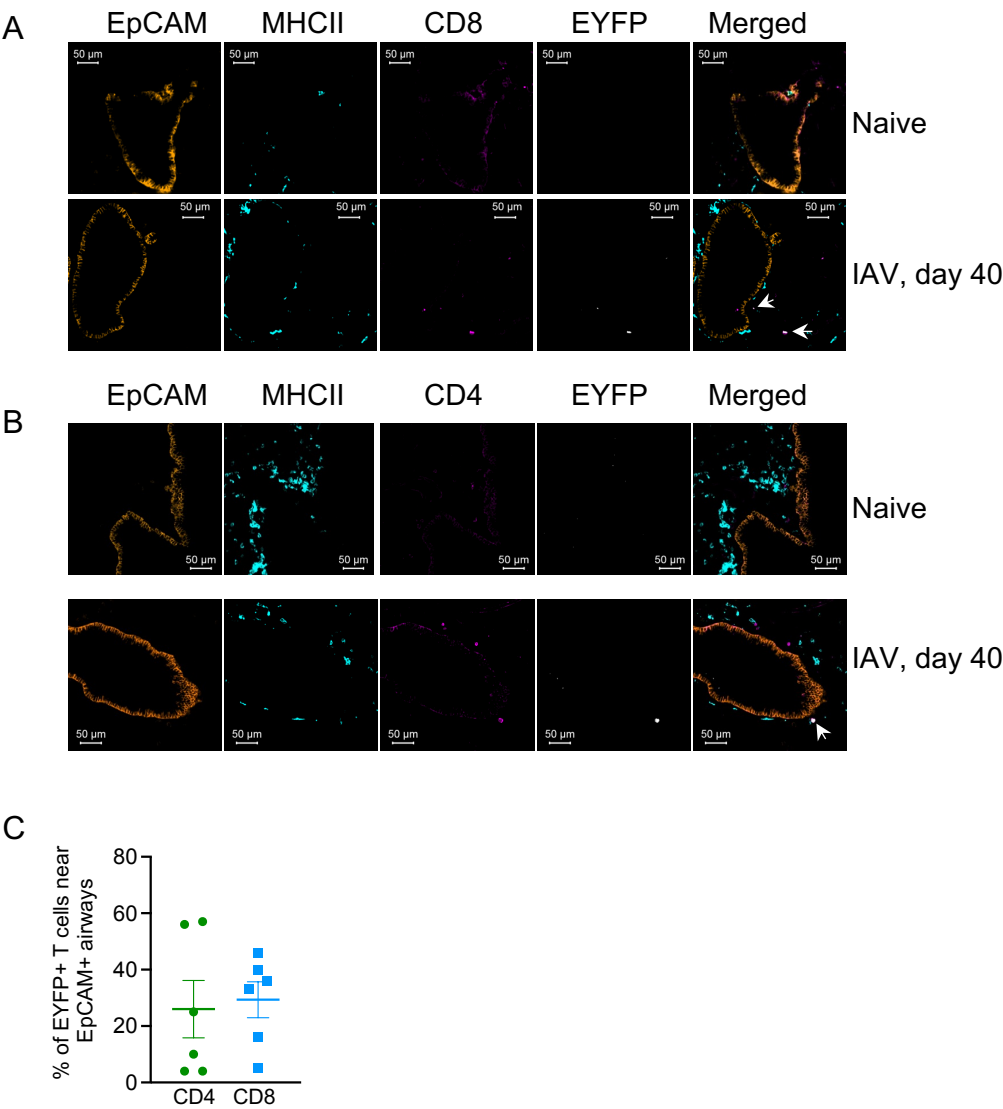 A
EpCAM MHCII CD8 EYFP Merged
50 µm 50 µm 50 µm 50 µm 50 µm
Naive
50 µm 50 µm 50 µm 50 µm 50 µm
IAV, day 40
B
EpCAM MHCII CD4 EYFP Merged
Naive
50 µm 50 µm 50 µm 50 µm 50 µm
IAV, day 40
50 µm 50 µm 50 µm 50 µm 50 µm
C
% of EYFP+ T cells near
EpCAM+ airways
80
60
40
20
0
CD4 CD8